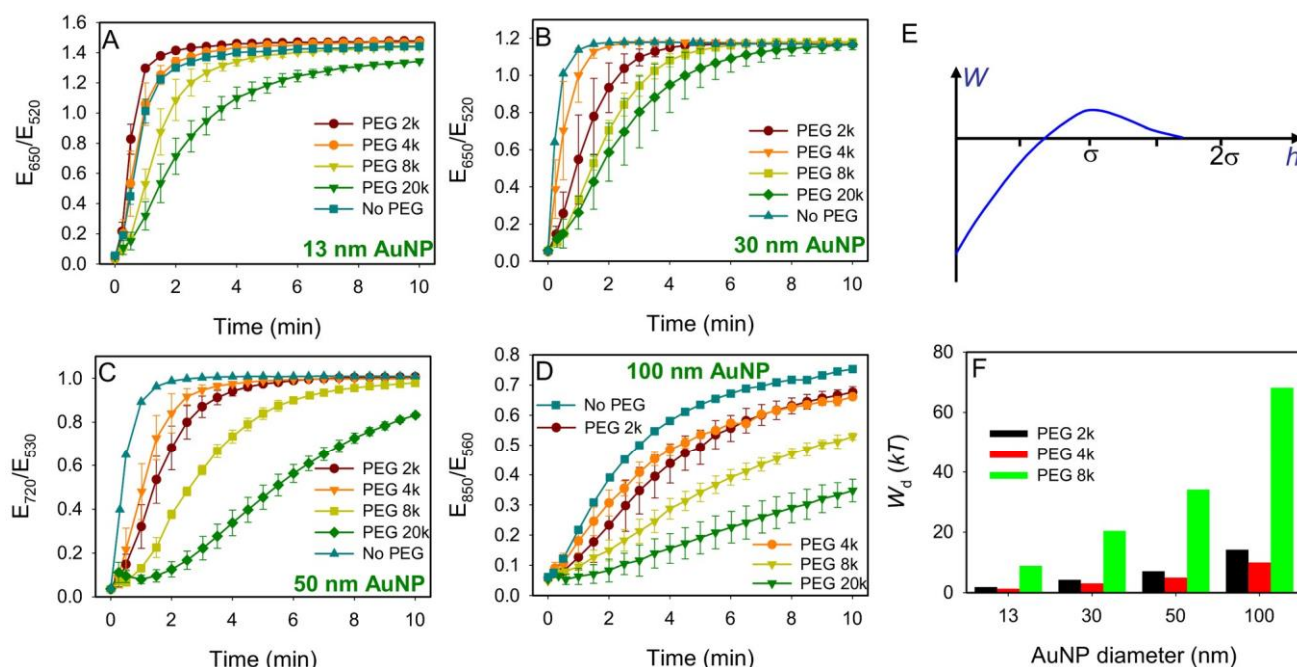 A
E650/E520
1.6
1.4
1.2
1.0
0.8
0.6
0.4
0.2
0.0
PEG 2k
PEG 4k
PEG 8k
PEG 20k
No PEG
13 nm AuNP
0 2 4 6 8 10
Time (min)
B
E650/E520
1.2
1.0
0.8
0.6
0.4
0.2
0.0
PEG 2k
PEG 4k
PEG 8k
PEG 20k
No PEG
30 nm AuNP
0 2 4 6 8 10
Time (min)
E
W
σ
2σ
h
C
E720/E530
1.0
0.8
0.6
0.4
0.2
0.0
PEG 2k
PEG 4k
PEG 8k
PEG 20k
No PEG
50 nm AuNP
0 2 4 6 8 10
Time (min)
D
100 nm AuNP
E850/E560
0.8
0.7
0.6
0.5
0.4
0.3
0.2
0.1
0.0
No PEG
PEG 2k
PEG 4k
PEG 8k
PEG 20k
0 2 4 6 8 10
Time (min)
F
Wd (kT)
80
60
40
20
0
PEG 2k
PEG 4k
PEG 8k
13 30 50 100
AuNP diameter (nm)